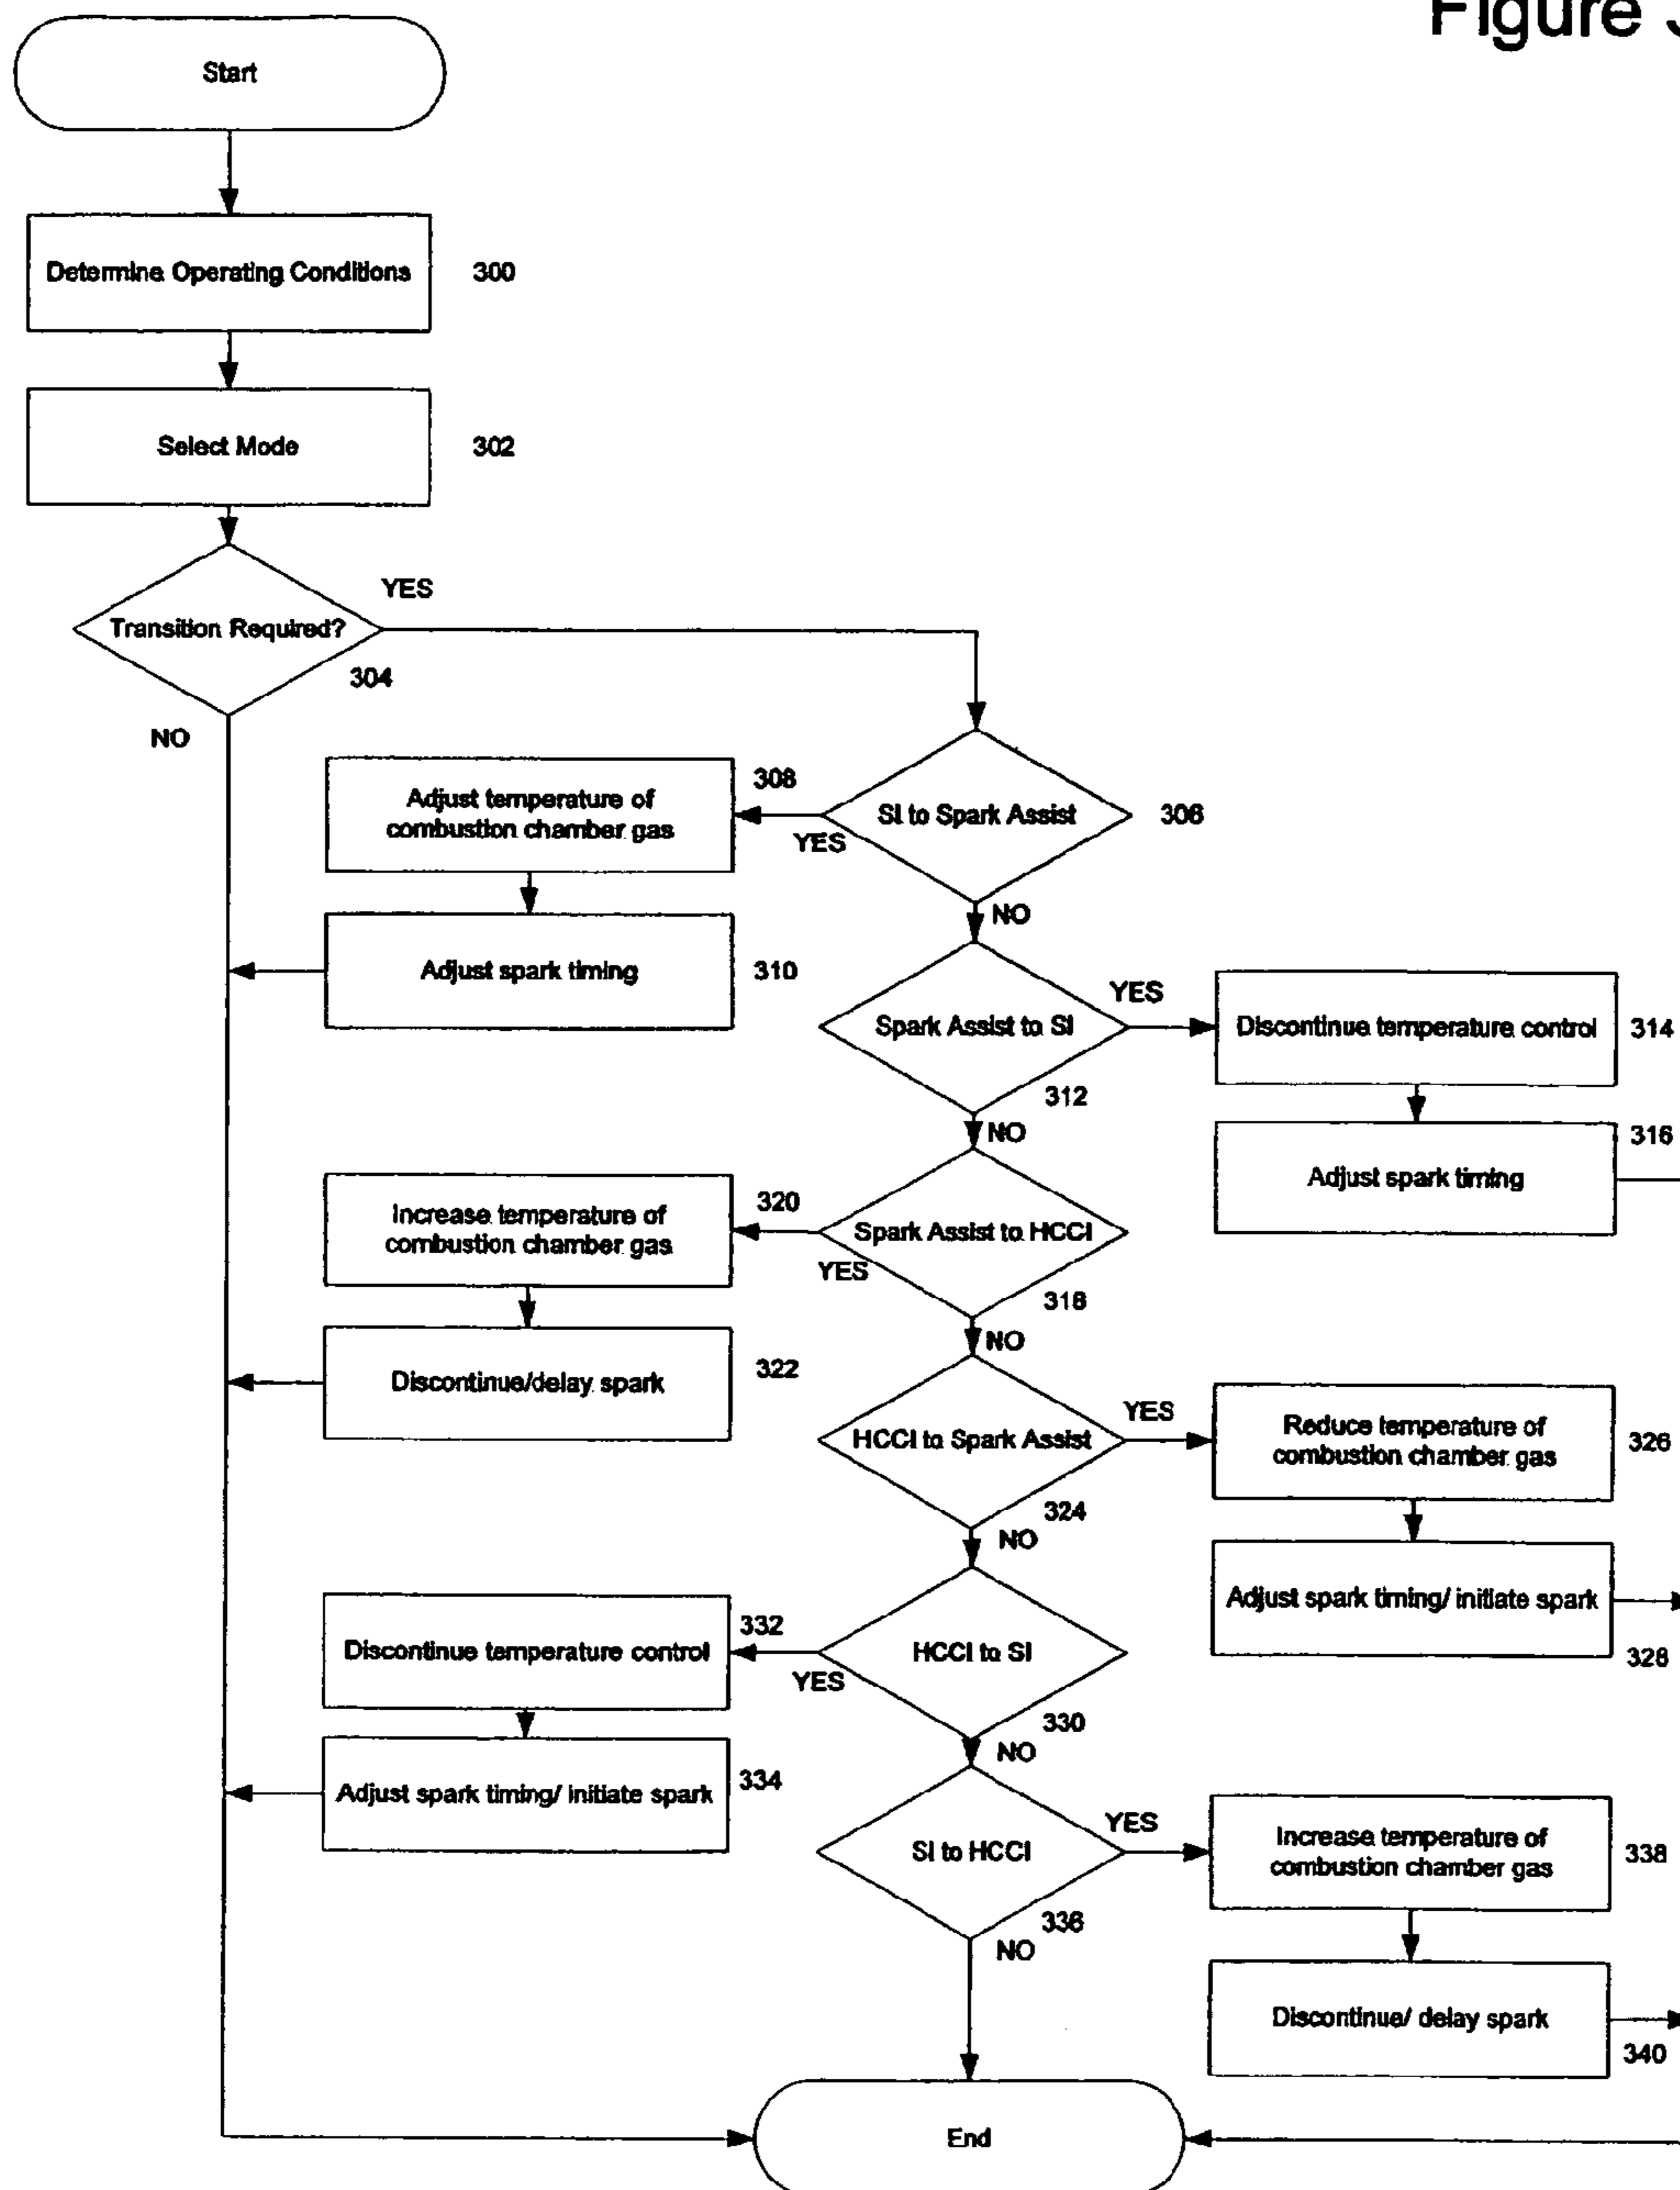 Figure
Start
Determine Operating Conditions
300
Select Mode
302
YES
Transition Required?
304
NO
Adjust temperature of
combustion chamber gas
308
SI to Spark Assist
306
YES
NO
Adjust spark timing
310
Spark Assist to SI
YES
312
Discontinue temperature control
314
NO
Adjust spark timing
316
Increase temperature of
combustion chamber gas
320
Spark Assist to HCCI
YES
318
NO
Discontinue/delay spark
322
HCCI to Spark Assist
YES
324
Reduce temperature of
combustion chamber gas
326
NO
Adjust spark timing/ initiate spark
328
Discontinue temperature control
332
HCCI to SI
YES
330
NO
Adjust spark timing/ initiate spark
334
SI to HCCI
YES
336
NO
Increase temperature of
combustion chamber gas
338
Discontinue/ delay spark
340
End